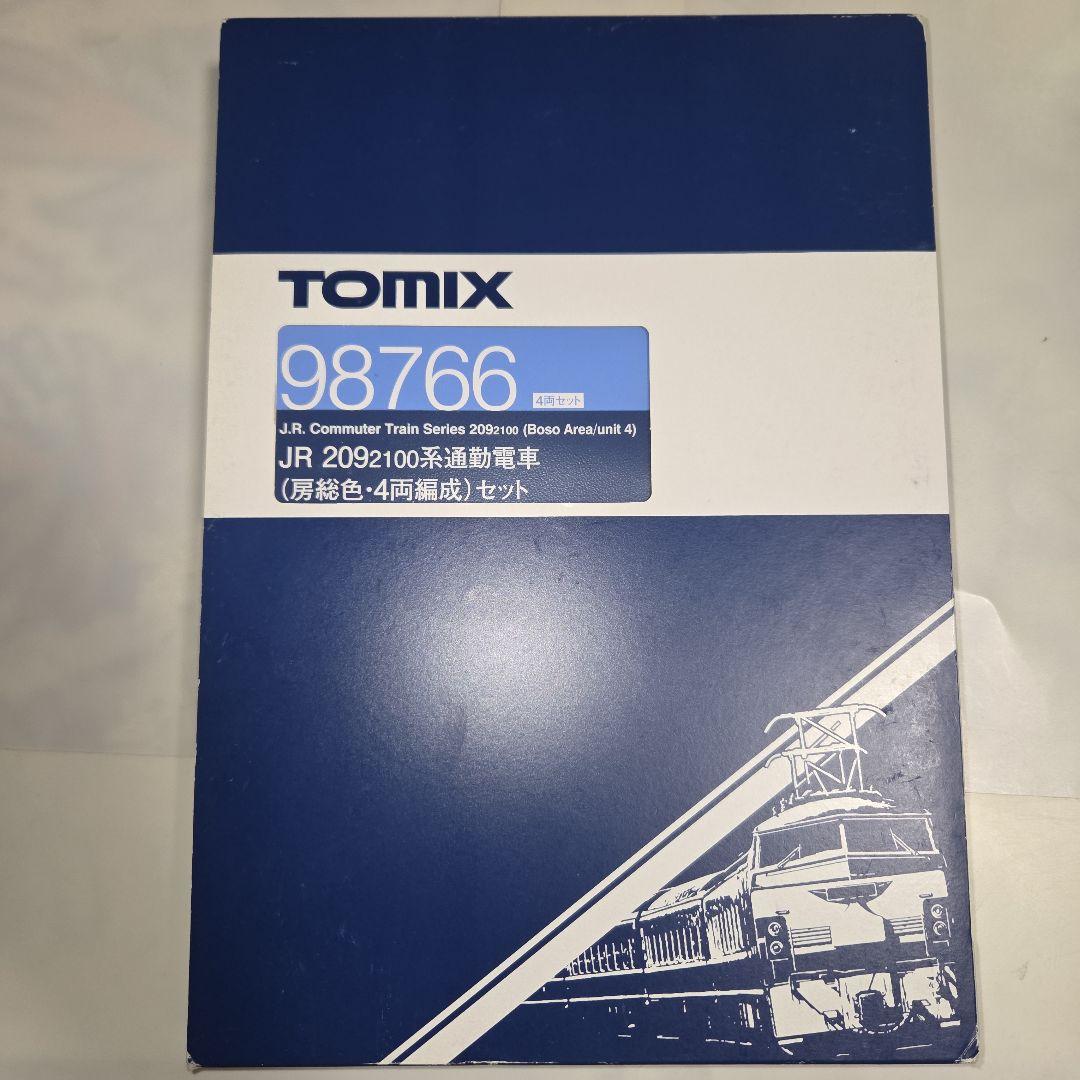 TOMIX
98766 4両セット
J.R. Commuter Train Series 2092100 (Boso Area/unit 4)
JR 2092100系通勤電車
（房総色・4両編成）セット